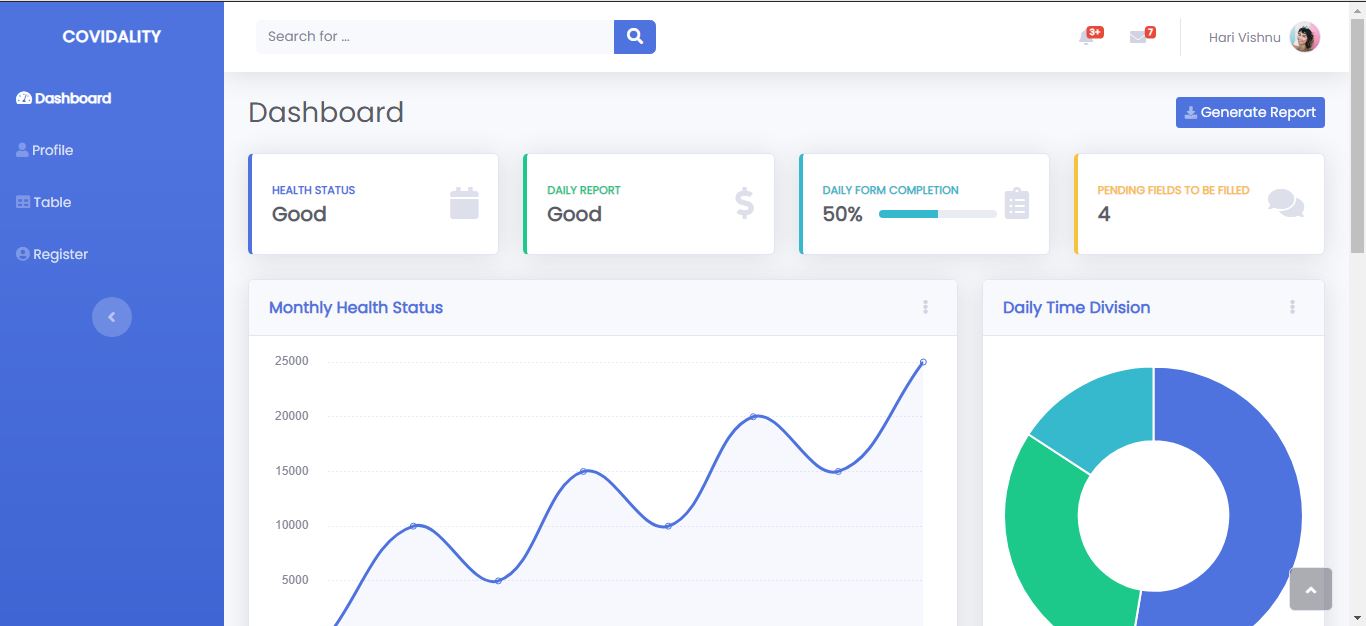 COVIDALITY
Dashboard
Profile
Table
Register
Search for ...
3+
7
Hari Vishnu
Dashboard
Generate Report
HEALTH STATUS
Good
DAILY REPORT
Good
DAILY FORM COMPLETION
50%
PENDING FIELDS TO BE FILLED
4
Monthly Health Status
25000
20000
15000
10000
5000
Daily Time Division